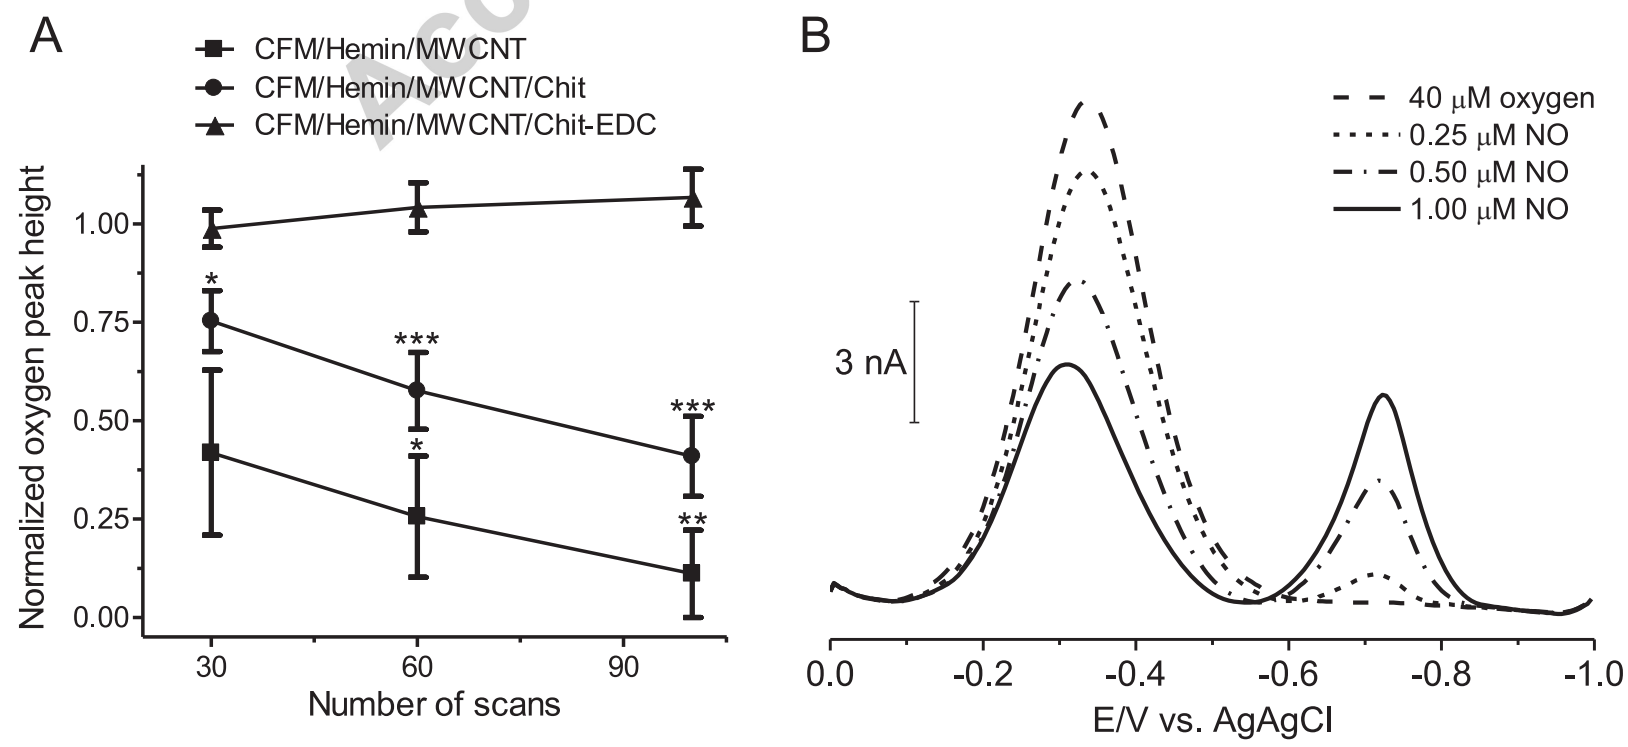 A
CFM/Hemin/MWCNT
CFM/Hemin/MWCNT/Chit
CFM/Hemin/MWCNT/Chit-EDC
Normalized oxygen peak height
1.00
0.75
0.50
0.25
0.00
*
***
*
***
**
30
60
90
Number of scans
B
40 μM oxygen
0.25 μM NO
0.50 μM NO
1.00 μM NO
3 nA
0.0
-0.2
-0.4
-0.6
-0.8
-1.0
E/V vs. AgAgCl